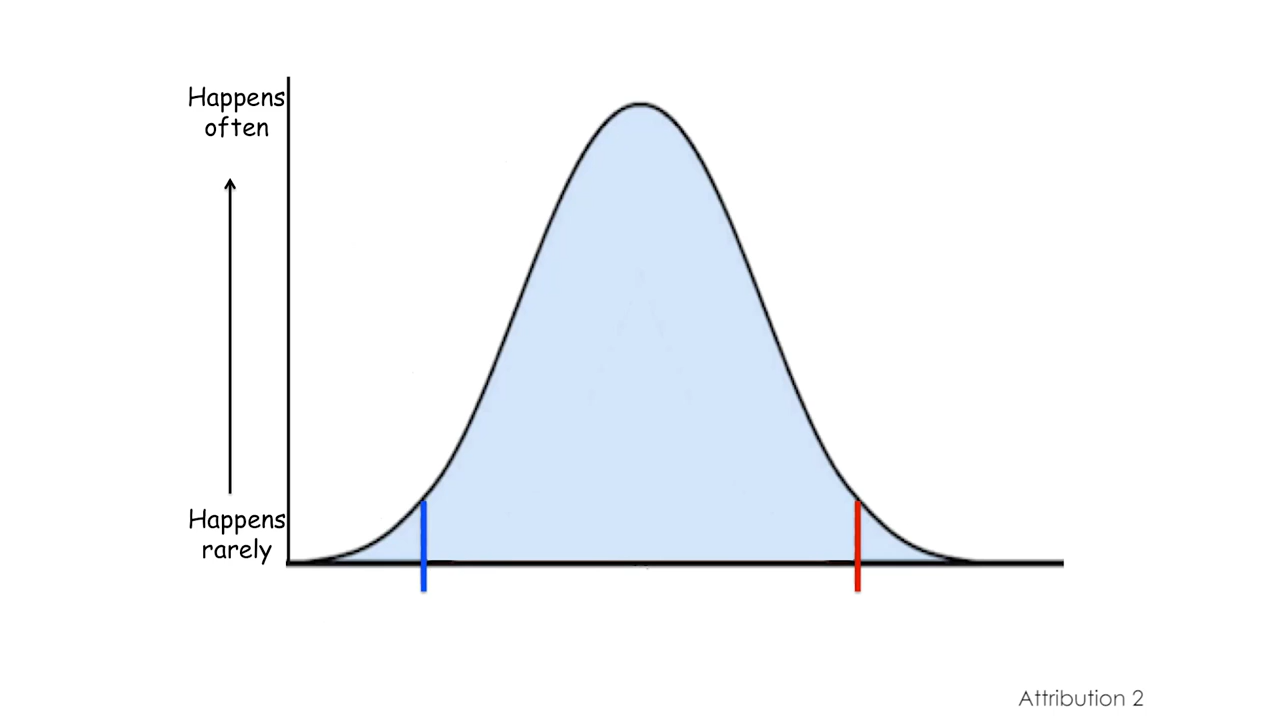 Happens
often
Happens
rarely
Attribution 2